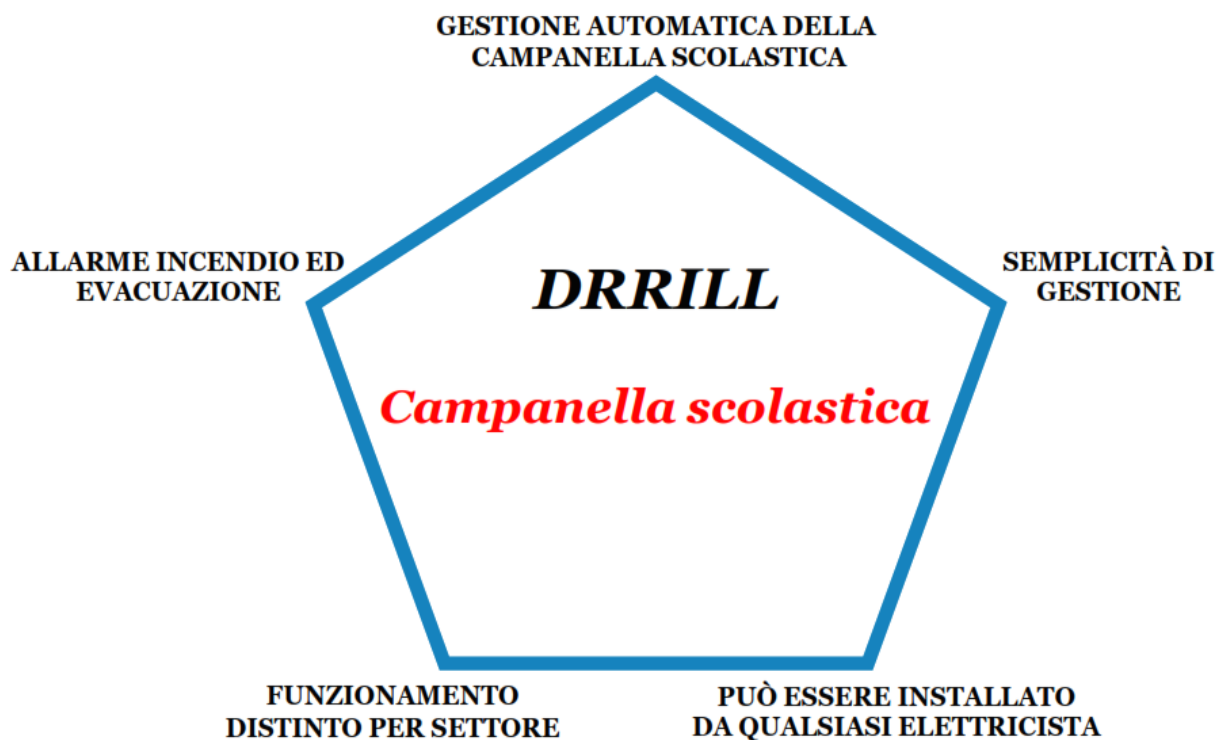 GESTIONE AUTOMATICA DELLA
CAMPANELLA SCOLASTICA
ALLARME INCENDIO ED
EVACUAZIONE
SEMPLICITÀ DI
GESTIONE
DRRILL
Campanella scolastica
FUNZIONAMENTO
DISTINTO PER SETTORE
PUÒ ESSERE INSTALLATO
DA QUALSIASI ELETTRICISTA